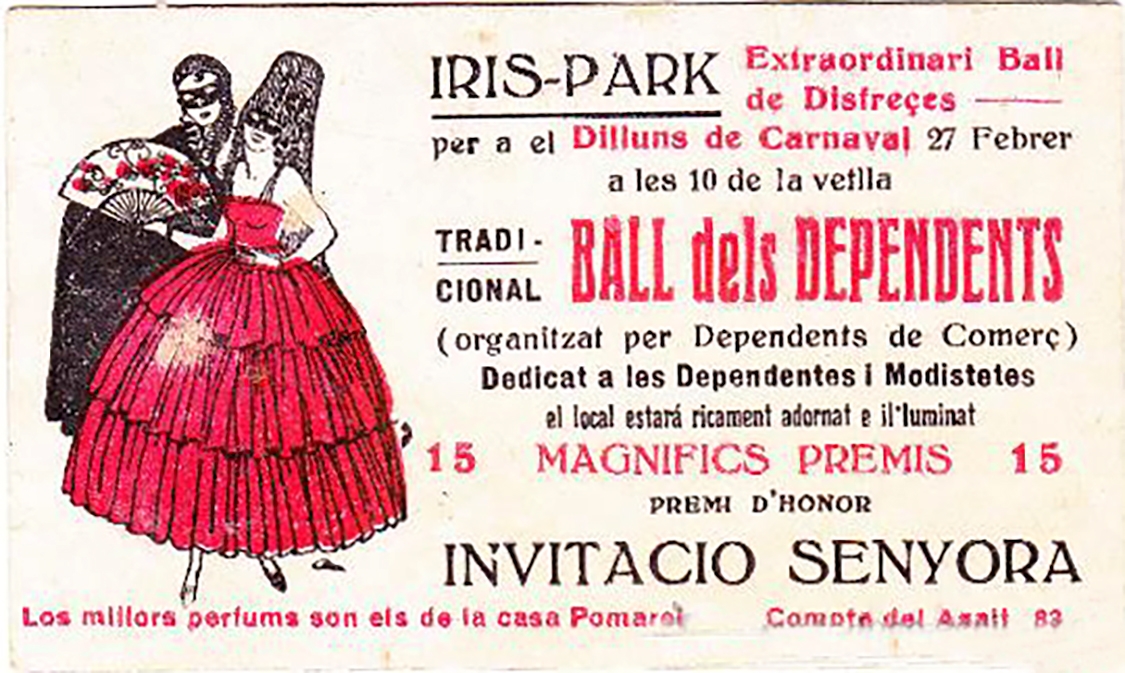 IRIS-PARK Extraordinari Ball
de Disfreçes
per a el Dilluns de Carnaval 27 Febrer
a les 10 de la vetlla
TRADI-
CIONAL
BALL dels DEPENDENTS
(organitzat per Dependents de Comerç)
Dedicat a les Dependentes i Modistetes
el local estará ricament adornat e il'luminat
15 MAGNIFICS PREMIS 15
PREMI D'HONOR
INVITACIO SENYORA
Los millors perfums son els de la casa Pomarol Compte del Asalt 83